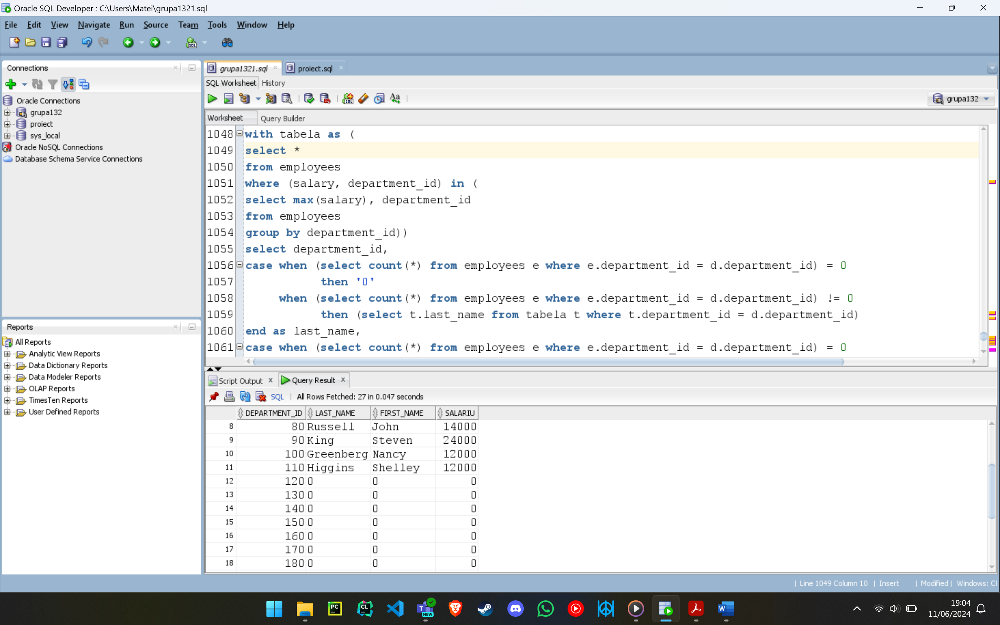 Oracle SQL Developer : C:\Users\Matei\grupa1321.sql
File Edit View Navigate Run Source Team Tools Window Help
Connections
Oracle Connections
grupa132
proiect
sys_local
Oracle NoSQL Connections
Database Schema Service Connections
Reports
All Reports
Analytic View Reports
Data Dictionary Reports
Data Modeler Reports
OLAP Reports
TimesTen Reports
User Defined Reports
grupa1321.sql proiect.sql
SQL Worksheet History
grupa132
Worksheet Query Builder
1048 with tabela as (
1049 select *
1050 from employees
1051 where (salary, department_id) in (
1052 select max(salary), department_id
1053 from employees
1054 group by department_id))
1055 select department_id,
1056 case when (select count(*) from employees e where e.department_id = d.department_id) = 0
1057 then '0'
1058 when (select count(*) from employees e where e.department_id = d.department_id) != 0
1059 then (select t.last_name from tabela t where t.department_id = d.department_id)
1060 end as last_name,
1061 case when (select count(*) from employees e where e.department_id = d.department_id) = 0
Script Output Query Result
SQL | All Rows Fetched: 27 in 0.047 seconds
DEPARTMENT_ID LAST_NAME FIRST_NAME SALARIU
8 80 Russell John 14000
9 90 King Steven 24000
10 100 Greenberg Nancy 12000
11 110 Higgins Shelley 12000
12 120 0 0 0
13 130 0 0 0
14 140 0 0 0
15 150 0 0 0
16 160 0 0 0
17 170 0 0 0
18 180 0 0 0
| Line 1049 Column 10 | Insert | Modified | Windows: CI
PC CL T NEW W
19:04
11/06/2024